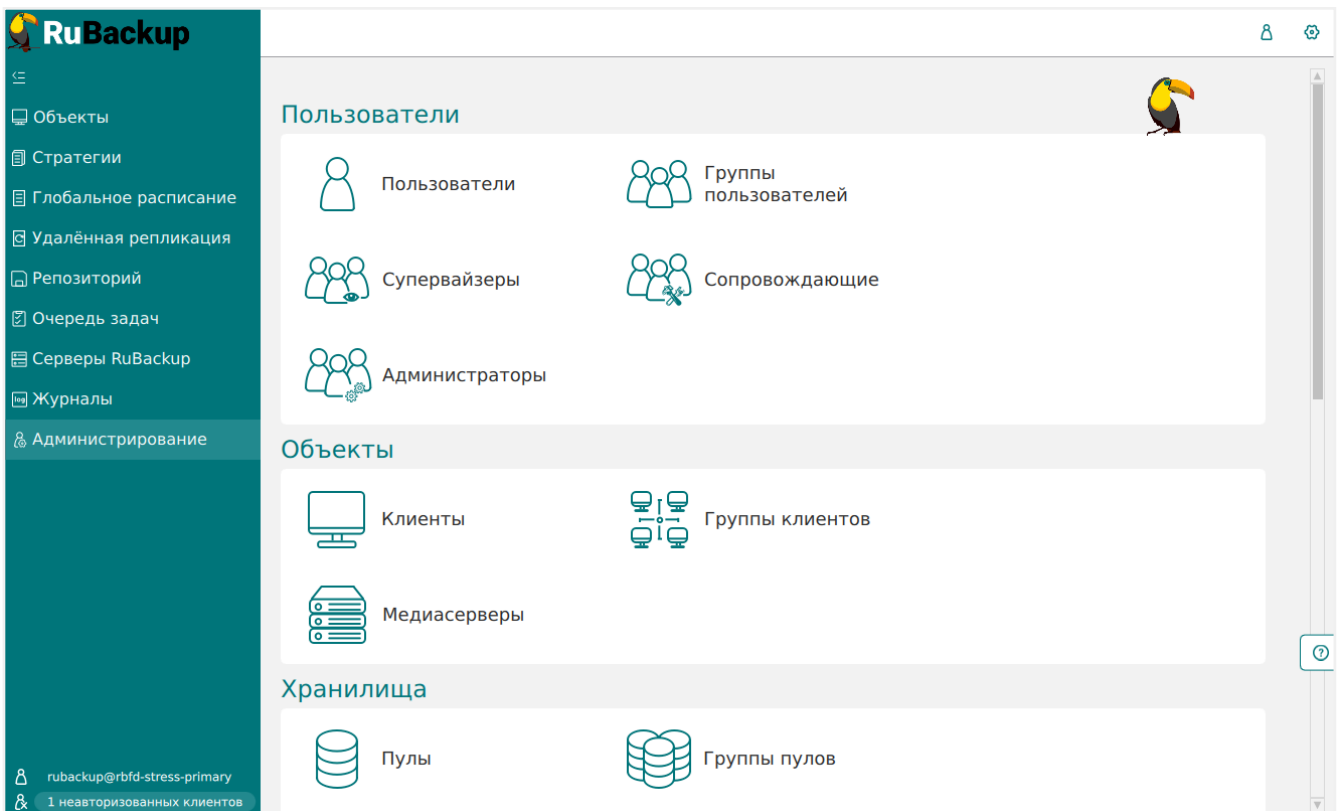 RuBackup
Объекты
Стратегии
Глобальное расписание
Удалённая репликация
Репозиторий
Очередь задач
Серверы RuBackup
log Журналы
Администрирование
rubackup@rbfd-stress-primary
1 неавторизованных клиентов
Пользователи
Пользователи
Группы
пользователей
Супервайзеры
Сопровождающие
Администраторы
Объекты
Клиенты
Группы клиентов
Медиасерверы
Хранилища
Пулы
Группы пулов
?